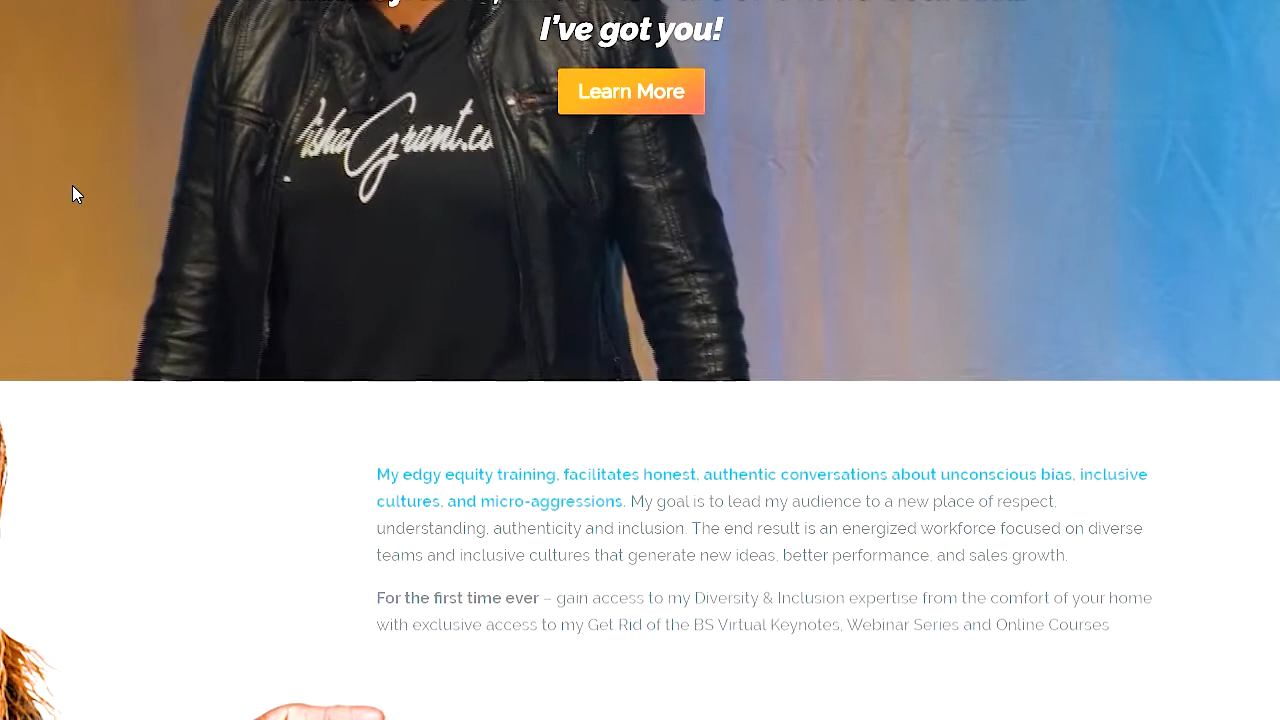 I've got you!
Learn More
ishaGrant.co
My edgy equity training, facilitates honest, authentic conversations about unconscious bias, inclusive
cultures, and micro-aggressions. My goal is to lead my audience to a new place of respect,
understanding, authenticity and inclusion. The end result is an energized workforce focused on diverse
teams and inclusive cultures that generate new ideas, better performance, and sales growth.
For the first time ever – gain access to my Diversity & Inclusion expertise from the comfort of your home
with exclusive access to my Get Rid of the BS Virtual Keynotes, Webinar Series and Online Courses